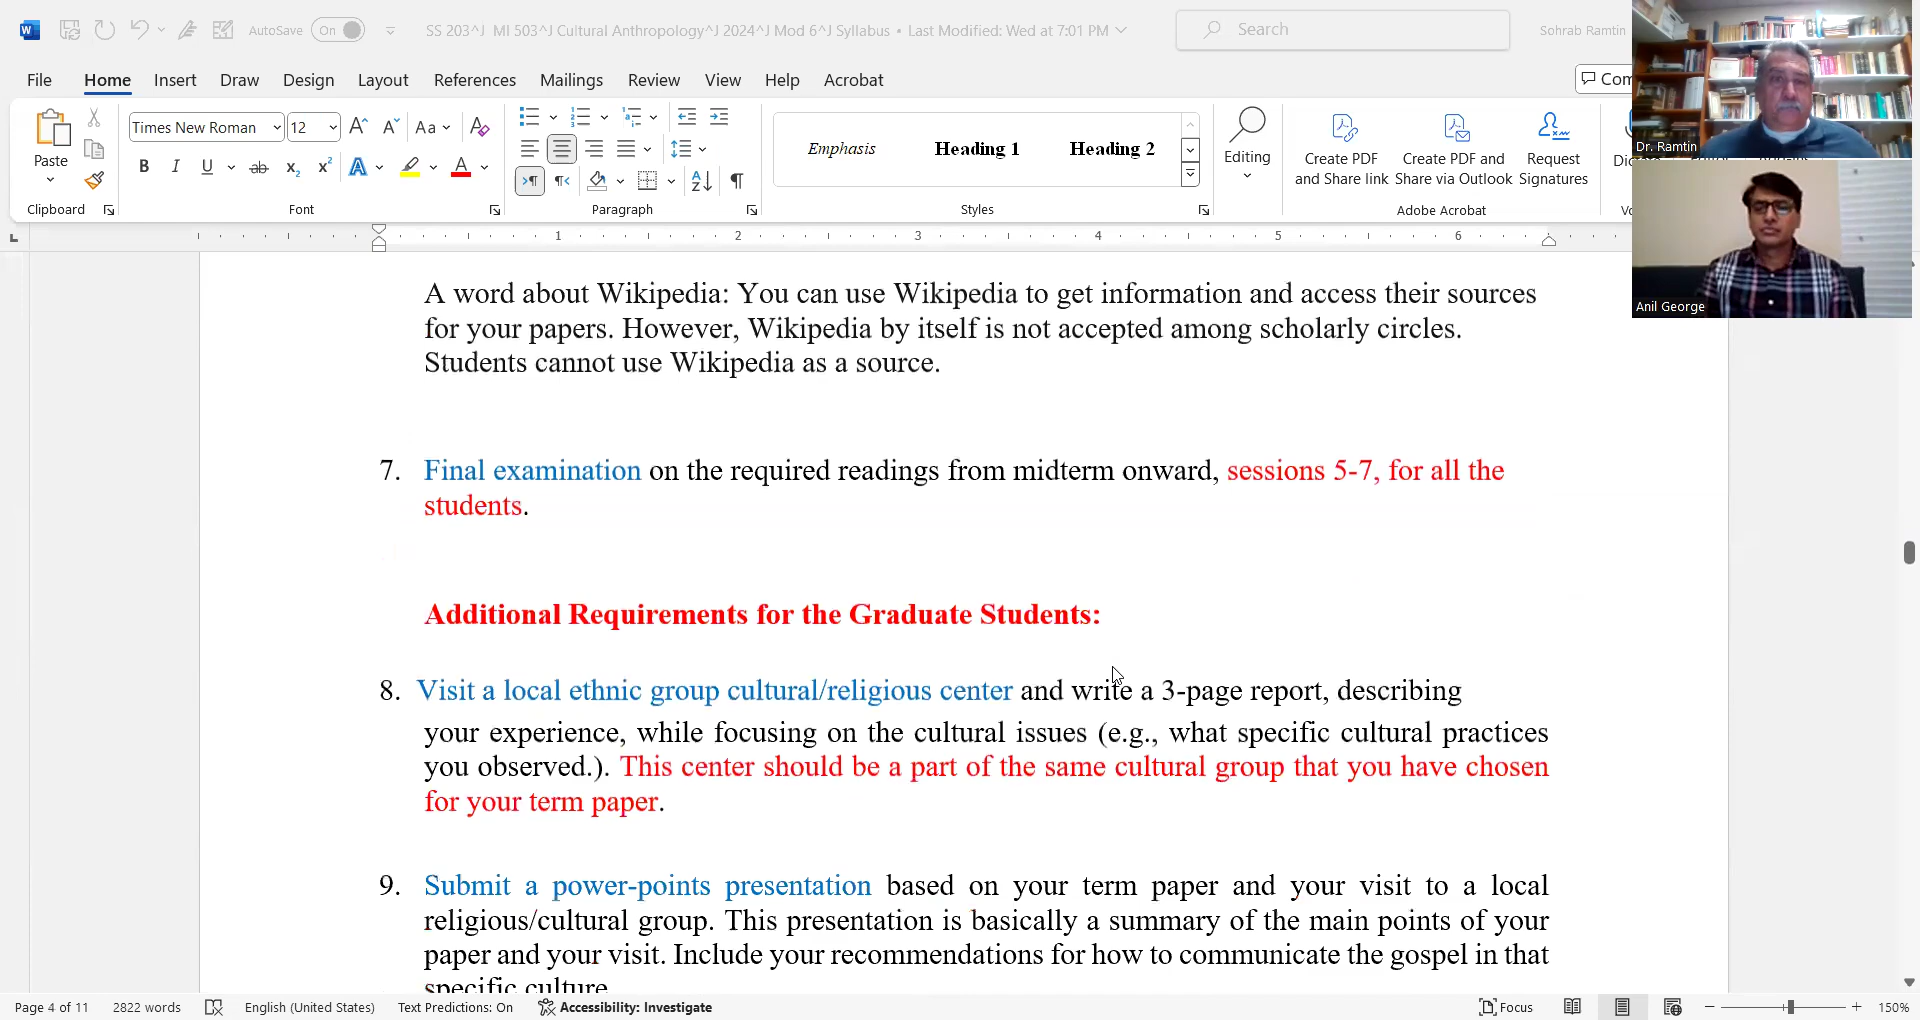 AutoSave On SS 203^J MI 503^J Cultural Anthropology^J 2024^J Mod 6^J Syllabus • Last Modified: Wed at 7:01 PM Search Sohrab Ramtin
File Home Insert Draw Design Layout References Mailings Review View Help Acrobat
Paste
Times New Roman 12
Emphasis Heading 1 Heading 2
Editing
Create PDF and Share link
Create PDF and Share via Outlook
Request Signatures
Clipboard Font Paragraph Styles Adobe Acrobat
Dr. Ramtin
Anil George
1 2 3 4 5 6
A word about Wikipedia: You can use Wikipedia to get information and access their sources
for your papers. However, Wikipedia by itself is not accepted among scholarly circles.
Students cannot use Wikipedia as a source.
7. Final examination on the required readings from midterm onward, sessions 5-7, for all the
students.
Additional Requirements for the Graduate Students:
8. Visit a local ethnic group cultural/religious center and write a 3-page report, describing
your experience, while focusing on the cultural issues (e.g., what specific cultural practices
you observed.). This center should be a part of the same cultural group that you have chosen
for your term paper.
9. Submit a power-points presentation based on your term paper and your visit to a local
religious/cultural group. This presentation is basically a summary of the main points of your
paper and your visit. Include your recommendations for how to communicate the gospel in that
specific culture.
Page 4 of 11 2822 words English (United States) Text Predictions: On Accessibility: Investigate Focus 150%